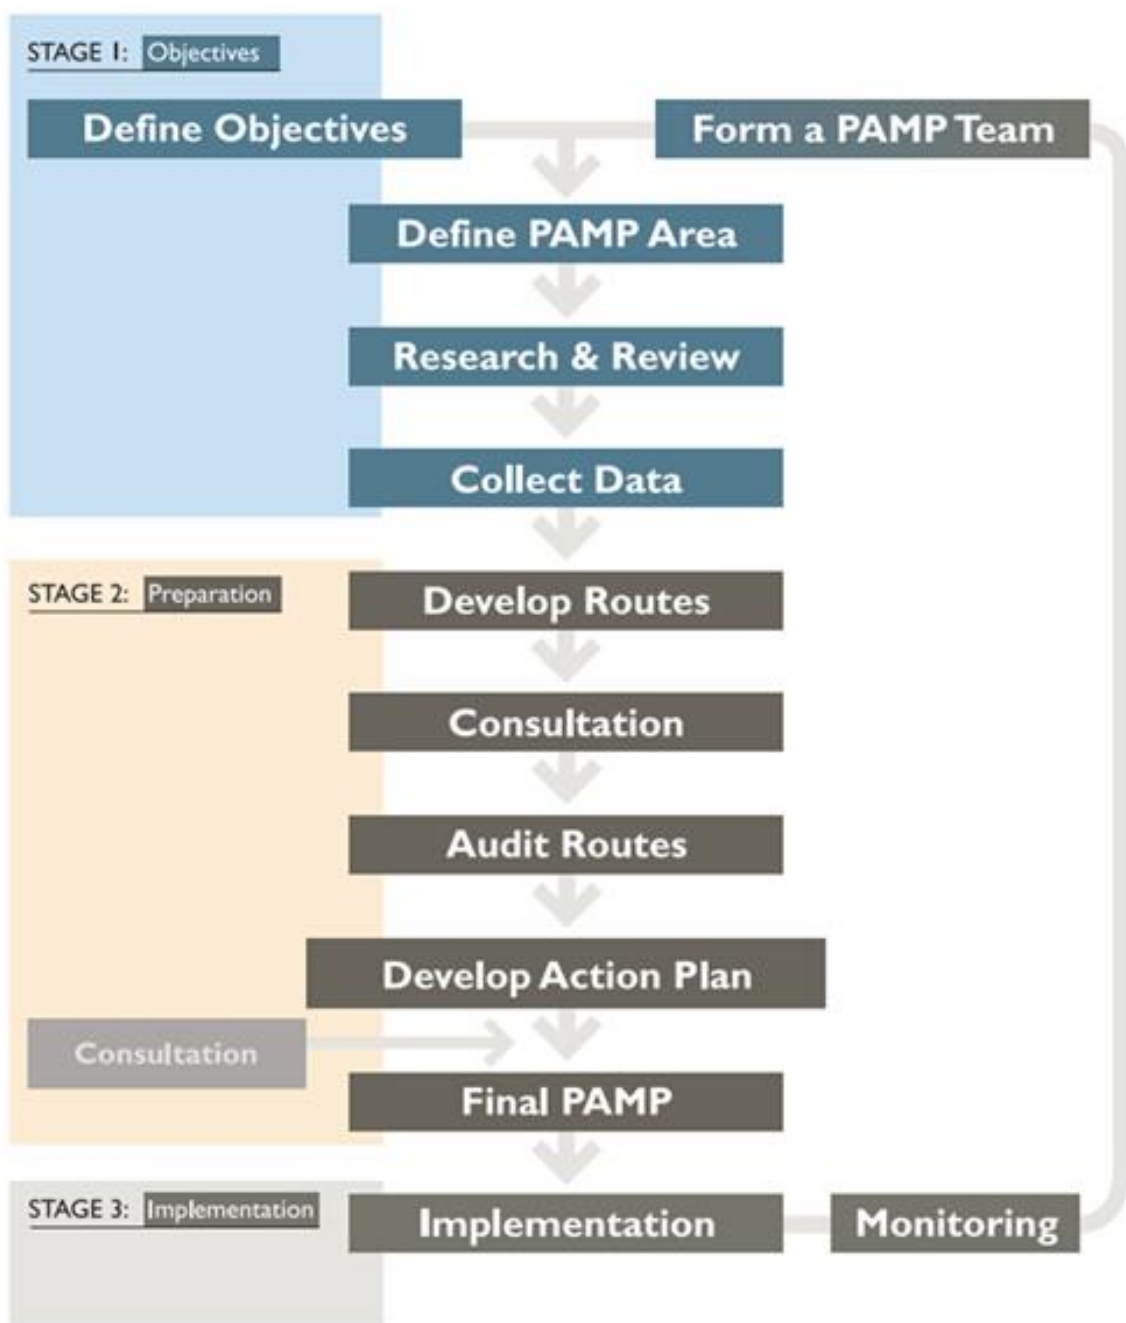 STAGE 1: Objectives
Define Objectives
Form a PAMP Team
Define PAMP Area
Research & Review
Collect Data
STAGE 2: Preparation
Develop Routes
Consultation
Audit Routes
Develop Action Plan
Consultation
Final PAMP
STAGE 3: Implementation
Implementation
Monitoring